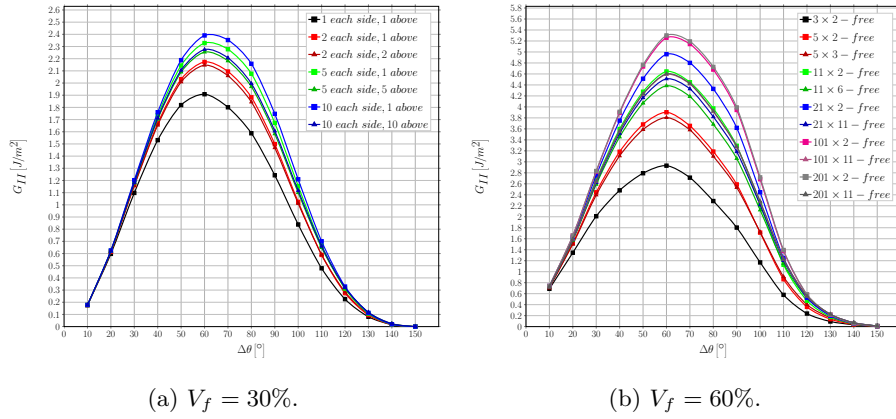 2.6
2.5
2.4
2.3
2.2
2.1
2
1.9
1.8
1.7
1.6
1.5
1.4
1.3
1.2
1.1
1
0.9
0.8
0.7
0.6
0.5
0.4
0.3
0.2
0.1
0
G_{II} [J/m²]
0 10 20 30 40 50 60 70 80 90 100 110 120 130 140 150
Δθ [°]
1 each side, 1 above
2 each side, 1 above
2 each side, 2 above
5 each side, 1 above
5 each side, 5 above
10 each side, 1 above
10 each side, 10 above
(a) V_f = 30%.
5.8
5.6
5.4
5.2
5
4.8
4.6
4.4
4.2
4
3.8
3.6
3.4
3.2
3
2.8
2.6
2.4
2.2
2
1.8
1.6
1.4
1.2
1
0.8
0.6
0.4
0.2
0
G_{II} [J/m²]
0 10 20 30 40 50 60 70 80 90 100 110 120 130 140 150
Δθ [°]
3 × 2 − free
5 × 2 − free
5 × 3 − free
11 × 2 − free
11 × 6 − free
21 × 2 − free
21 × 11 − free
101 × 2 − free
101 × 11 − free
201 × 2 − free
201 × 11 − free
(b) V_f = 60%.